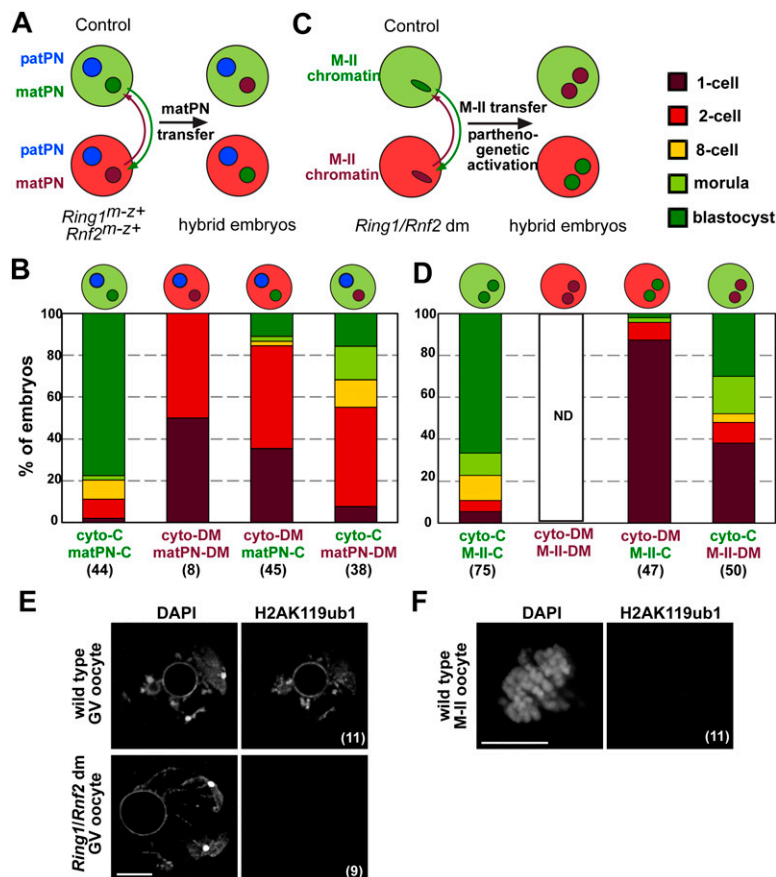 A
Control
patPN
matPN
matPN
transfer
patPN
matPN
Ring1m-z+
Rnf2m-z+
hybrid embryos
C
Control
M-II
chromatin
M-II transfer
partheno-
genetic
activation
M-II
chromatin
Ring1/Rnf2 dm
hybrid embryos
1-cell
2-cell
8-cell
morula
blastocyst
B
% of embryos
100
80
60
40
20
0
cyto-C
matPN-C
(44)
cyto-DM
matPN-DM
(8)
cyto-DM
matPN-C
(45)
cyto-C
matPN-DM
(38)
D
100
80
60
40
20
0
ND
cyto-C
M-II-C
(75)
cyto-DM
M-II-DM
cyto-DM
M-II-C
(47)
cyto-C
M-II-DM
(50)
E
DAPI
H2AK119ub1
wild type
GV oocyte
(11)
Ring1/Rnf2 dm
GV oocyte
(9)
F
DAPI
H2AK119ub1
wild type
M-II oocyte
(11)